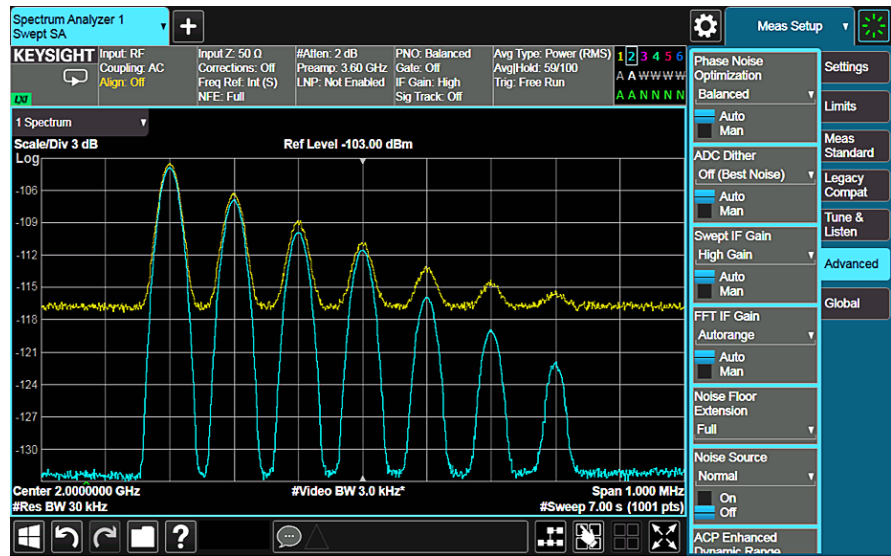 Spectrum Analyzer 1
Swept SA
Meas Setup
KEYSIGHT
Input: RF
Coupling: AC
Align: Off
Input Z: 50 Ω
Corrections: Off
Freq Ref: Int (S)
NFE: Full
#Atten: 2 dB
Preamp: 3.60 GHz
LNP: Not Enabled
PNO: Balanced
Gate: Off
IF Gain: High
Sig Track: Off
Avg Type: Power (RMS)
Avg|Hold: 59/100
Trig: Free Run
1 2 3 4 5 6
A A W W W W
A A N N N N
LXI
1 Spectrum
Scale/Div 3 dB
Ref Level -103.00 dBm
Log
-106
-109
-112
-115
-118
-121
-124
-127
-130
Center 2.0000000 GHz
#Res BW 30 kHz
#Video BW 3.0 kHz*
Span 1.000 MHz
#Sweep 7.00 s (1001 pts)
?
Phase Noise
Optimization
Balanced
Auto
Man
ADC Dither
Off (Best Noise)
Auto
Man
Swept IF Gain
High Gain
Auto
Man
FFT IF Gain
Autorange
Auto
Man
Noise Floor
Extension
Full
Noise Source
Normal
On
Off
ACP Enhanced
Dynamic Range
Settings
Limits
Meas
Standard
Legacy
Compat
Tune &
Listen
Advanced
Global